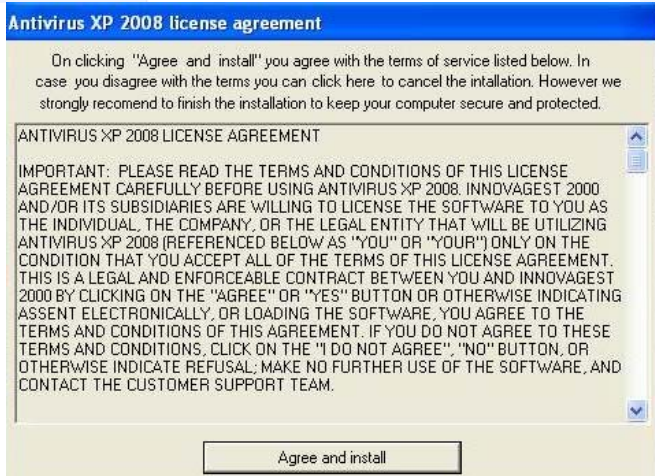 Antivirus XP 2008 license agreement
On clicking "Agree and install" you agree with the terms of service listed below. In
case you disagree with the terms you can click here to cancel the intallation. However we
strongly recomend to finish the installation to keep your computer secure and protected.
ANTIVIRUS XP 2008 LICENSE AGREEMENT
IMPORTANT: PLEASE READ THE TERMS AND CONDITIONS OF THIS LICENSE
AGREEMENT CAREFULLY BEFORE USING ANTIVIRUS XP 2008. INNOVAGEST 2000
AND/OR ITS SUBSIDIARIES ARE WILLING TO LICENSE THE SOFTWARE TO YOU AS
THE INDIVIDUAL, THE COMPANY, OR THE LEGAL ENTITY THAT WILL BE UTILIZING
ANTIVIRUS XP 2008 (REFERENCED BELOW AS "YOU" OR "YOUR") ONLY ON THE
CONDITION THAT YOU ACCEPT ALL OF THE TERMS OF THIS LICENSE AGREEMENT.
THIS IS A LEGAL AND ENFORCEABLE CONTRACT BETWEEN YOU AND INNOVAGEST
2000 BY CLICKING ON THE "AGREE" OR "YES" BUTTON OR OTHERWISE INDICATING
ASSENT ELECTRONICALLY, OR LOADING THE SOFTWARE, YOU AGREE TO THE
TERMS AND CONDITIONS OF THIS AGREEMENT. IF YOU DO NOT AGREE TO THESE
TERMS AND CONDITIONS, CLICK ON THE "I DO NOT AGREE", "NO" BUTTON, OR
OTHERWISE INDICATE REFUSAL; MAKE NO FURTHER USE OF THE SOFTWARE, AND
CONTACT THE CUSTOMER SUPPORT TEAM.
Agree and install